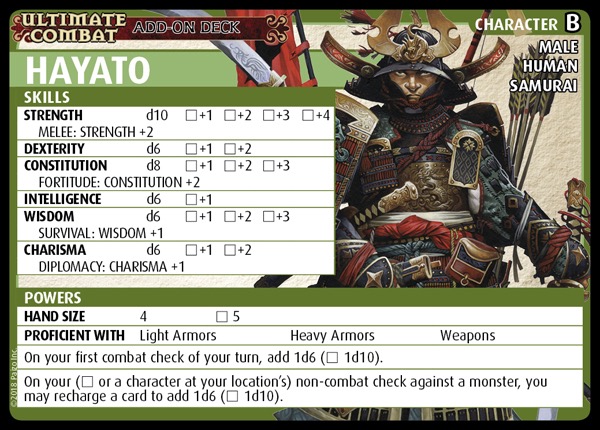 ULTIMATE COMBAT ADD-ON DECK
CHARACTER B
HAYATO
MALE
HUMAN
SAMURAI
SKILLS
STRENGTH d10 ☐ +1 ☐ +2 ☐ +3 ☐ +4
MELEE: STRENGTH +2
DEXTERITY d6 ☐ +1 ☐ +2
CONSTITUTION d8 ☐ +1 ☐ +2 ☐ +3
FORTITUDE: CONSTITUTION +2
INTELLIGENCE d6 ☐ +1
WISDOM d6 ☐ +1 ☐ +2 ☐ +3
SURVIVAL: WISDOM +1
CHARISMA d6 ☐ +1 ☐ +2
DIPLOMACY: CHARISMA +1
POWERS
HAND SIZE 4 ☐ 5
PROFICIENT WITH Light Armors Heavy Armors Weapons
On your first combat check of your turn, add 1d6 (☐ 1d10).
On your (☐ or a character at your location's) non-combat check against a monster, you
may recharge a card to add 1d6 (☐ 1d10).
©2018 Paizo Inc.